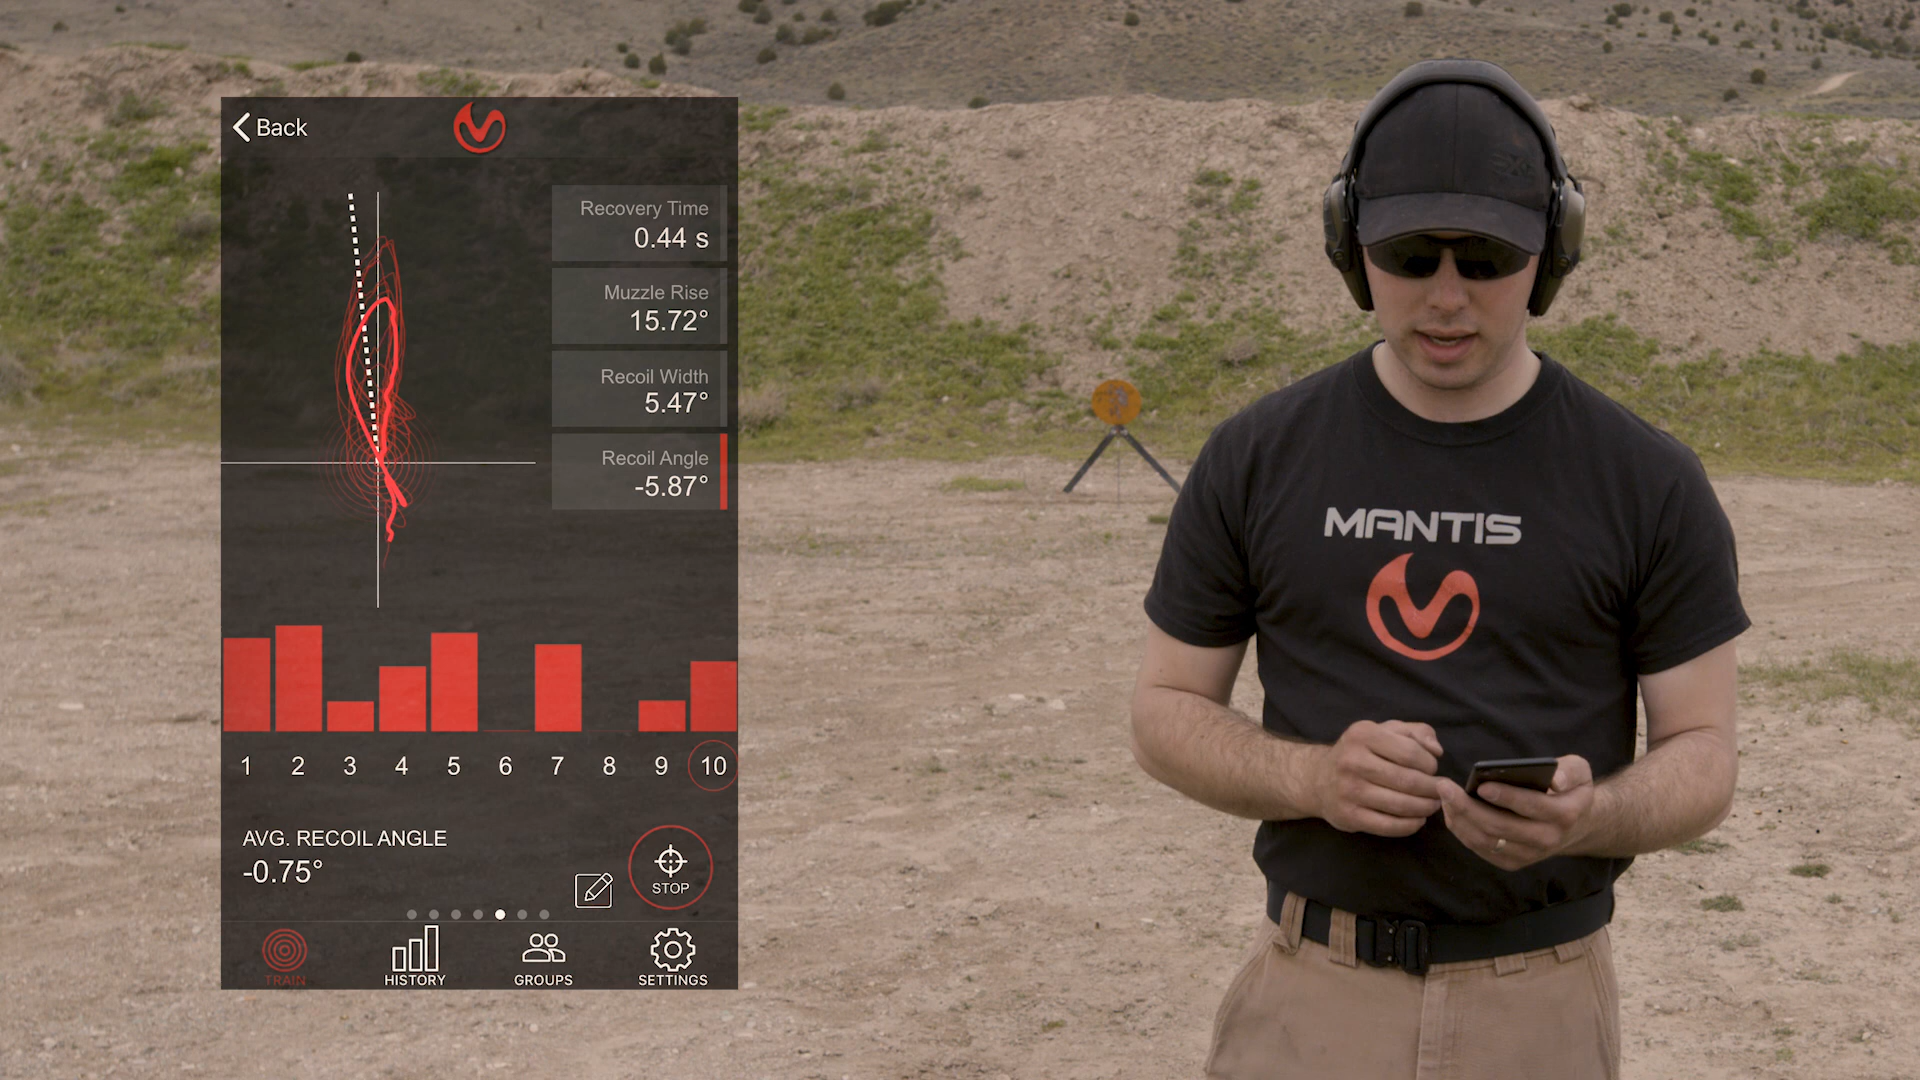 Back
Recovery Time
0.44 s
Muzzle Rise
15.72°
Recoil Width
5.47°
Recoil Angle
-5.87°
1 2 3 4 5 6 7 8 9 10
AVG. RECOIL ANGLE
-0.75°
STOP
TRAIN HISTORY GROUPS SETTINGS
MANTIS